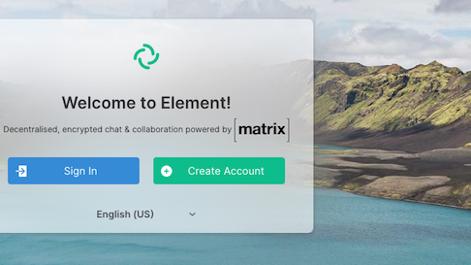 Welcome to Element!
Decentralised, encrypted chat & collaboration powered by [matrix]
Sign In
Create Account
English (US)